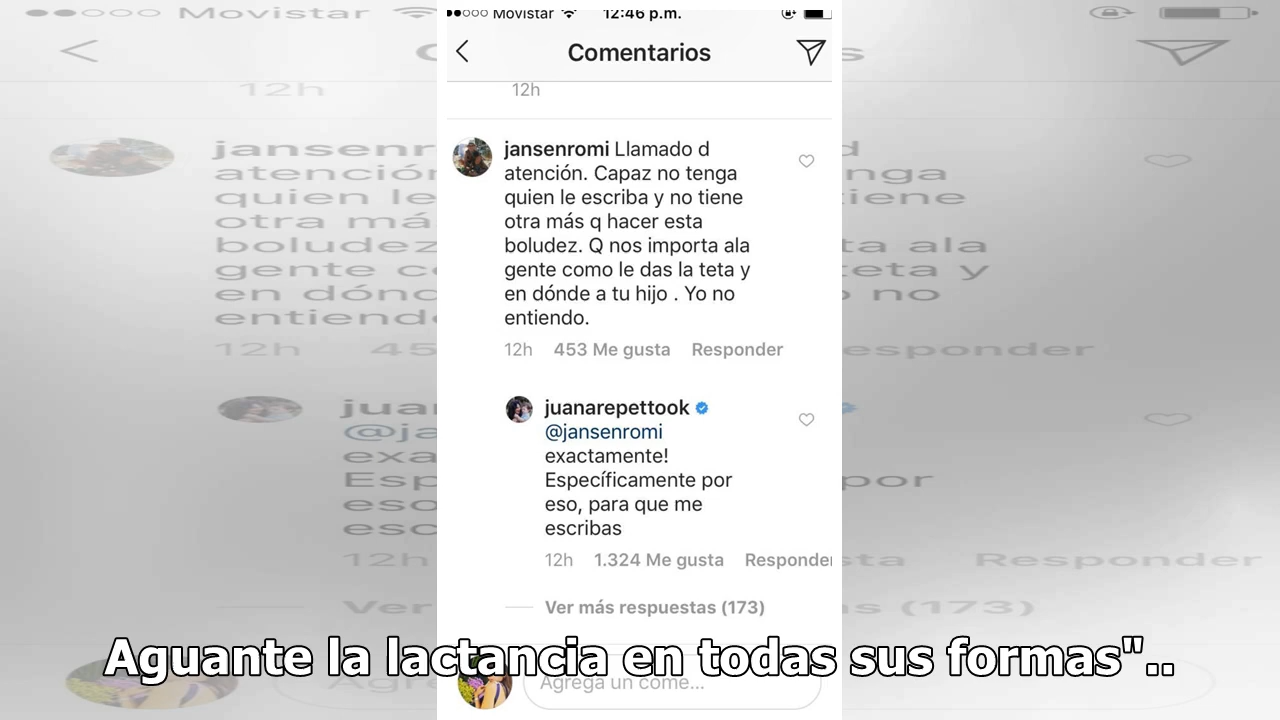 Movistar 12:46 p.m.
Comentarios
12h
jansenromi Llamado d
atención. Capaz no tenga
quien le escriba y no tiene
otra más q hacer esta
boludez. Q nos importa ala
gente como le das la teta y
en dónde a tu hijo . Yo no
entiendo.
12h 453 Me gusta Responder
juanarepettook
@jansenromi
exactamente!
Específicamente por
eso, para que me
escribas
12h 1.324 Me gusta Responder
Ver más respuestas (173)
Aguante la lactancia en todas sus formas"..
Agrega un come...